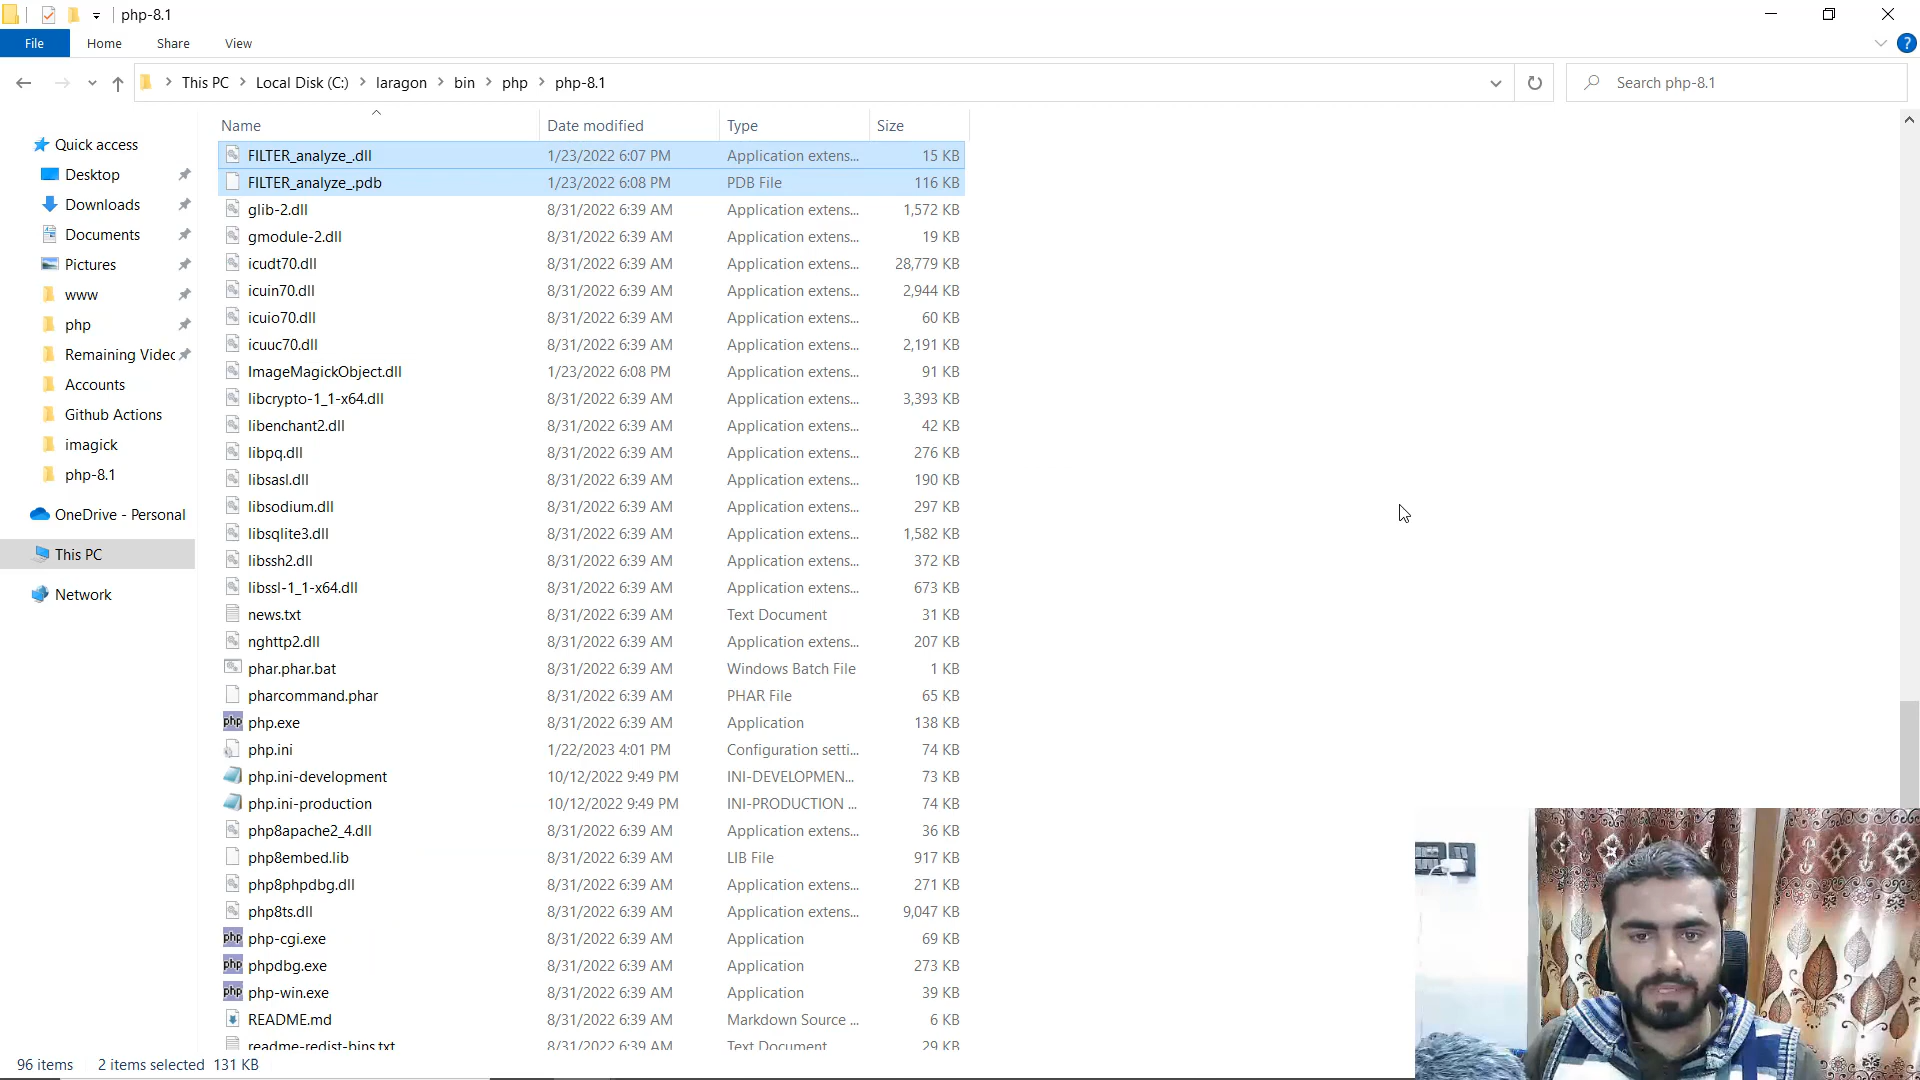 php-8.1
File Home Share View
This PC Local Disk (C:) laragon bin php php-8.1 Search php-8.1
Name Date modified Type Size
Quick access
Desktop
Downloads
Documents
Pictures
www
php
Remaining Videc
Accounts
Github Actions
imagick
php-8.1
OneDrive - Personal
This PC
Network
FILTER_analyze_.dll 1/23/2022 6:07 PM Application extens... 15 KB
FILTER_analyze_.pdb 1/23/2022 6:08 PM PDB File 116 KB
glib-2.dll 8/31/2022 6:39 AM Application extens... 1,572 KB
gmodule-2.dll 8/31/2022 6:39 AM Application extens... 19 KB
icudt70.dll 8/31/2022 6:39 AM Application extens... 28,779 KB
icuin70.dll 8/31/2022 6:39 AM Application extens... 2,944 KB
icuio70.dll 8/31/2022 6:39 AM Application extens... 60 KB
icuuc70.dll 8/31/2022 6:39 AM Application extens... 2,191 KB
ImageMagickObject.dll 1/23/2022 6:08 PM Application extens... 91 KB
libcrypto-1_1-x64.dll 8/31/2022 6:39 AM Application extens... 3,393 KB
libenchant2.dll 8/31/2022 6:39 AM Application extens... 42 KB
libpq.dll 8/31/2022 6:39 AM Application extens... 276 KB
libsasl.dll 8/31/2022 6:39 AM Application extens... 190 KB
libsodium.dll 8/31/2022 6:39 AM Application extens... 297 KB
libsqlite3.dll 8/31/2022 6:39 AM Application extens... 1,582 KB
libssh2.dll 8/31/2022 6:39 AM Application extens... 372 KB
libssl-1_1-x64.dll 8/31/2022 6:39 AM Application extens... 673 KB
news.txt 8/31/2022 6:39 AM Text Document 31 KB
nghttp2.dll 8/31/2022 6:39 AM Application extens... 207 KB
phar.phar.bat 8/31/2022 6:39 AM Windows Batch File 1 KB
pharcommand.phar 8/31/2022 6:39 AM PHAR File 65 KB
php php.exe 8/31/2022 6:39 AM Application 138 KB
php.ini 1/22/2023 4:01 PM Configuration setti... 74 KB
php.ini-development 10/12/2022 9:49 PM INI-DEVELOPMEN... 73 KB
php.ini-production 10/12/2022 9:49 PM INI-PRODUCTION ... 74 KB
php8apache2_4.dll 8/31/2022 6:39 AM Application extens... 36 KB
php8embed.lib 8/31/2022 6:39 AM LIB File 917 KB
php8phpdbg.dll 8/31/2022 6:39 AM Application extens... 271 KB
php8ts.dll 8/31/2022 6:39 AM Application extens... 9,047 KB
php php-cgi.exe 8/31/2022 6:39 AM Application 69 KB
php phpdbg.exe 8/31/2022 6:39 AM Application 273 KB
php php-win.exe 8/31/2022 6:39 AM Application 39 KB
README.md 8/31/2022 6:39 AM Markdown Source ... 6 KB
readme-redist-bins.txt 8/31/2022 6:39 AM Text Document 29 KB
96 items 2 items selected 131 KB